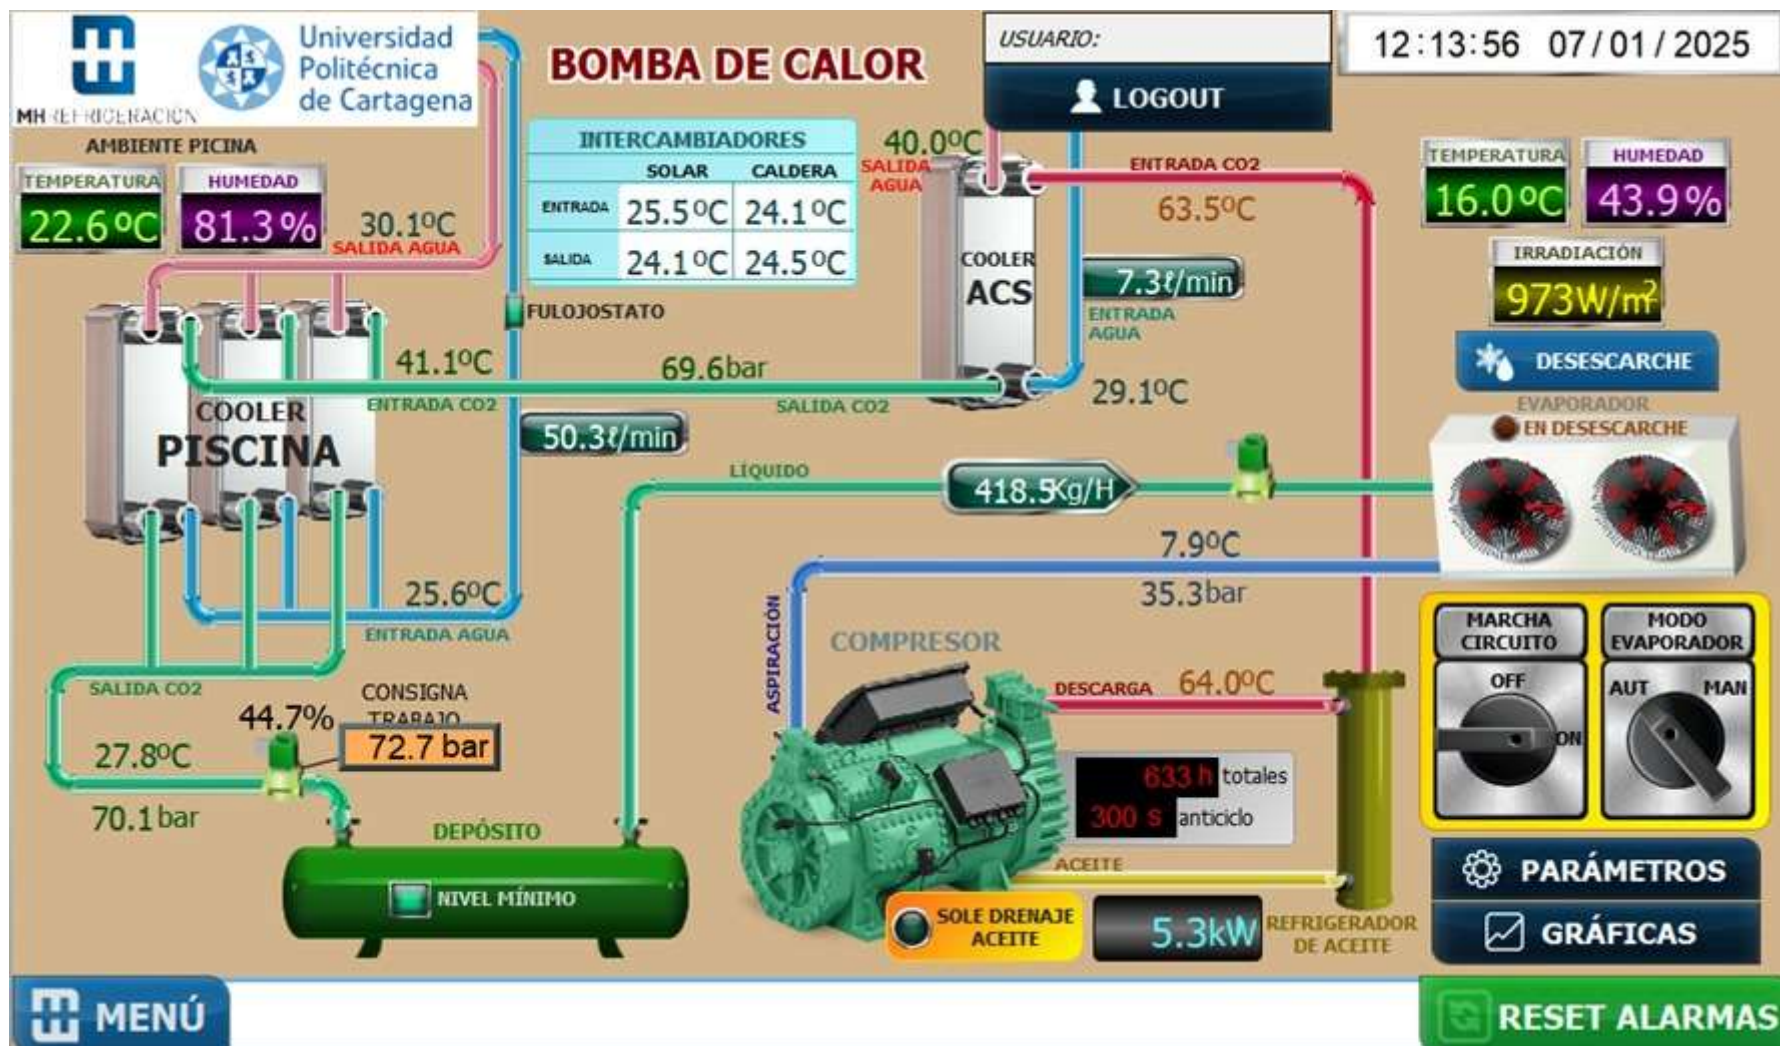 Universidad
Politécnica
de Cartagena
MH REFRIGERACIÓN
BOMBA DE CALOR
USUARIO:
LOGOUT
12:13:56 07/01/2025
AMBIENTE PICINA
TEMPERATURA
22.6ºC
HUMEDAD
81.3%
30.1ºC
SALIDA AGUA
INTERCAMBIADORES
SOLAR CALDERA
ENTRADA 25.5ºC 24.1ºC
SALIDA 24.1ºC 24.5ºC
40.0ºC
SALIDA
AGUA
ENTRADA CO2
63.5ºC
TEMPERATURA
16.0ºC
HUMEDAD
43.9%
IRRADIACIÓN
973W/m²
COOLER
ACS
7.3ℓ/min
ENTRADA
AGUA
29.1ºC
FULOJOSTATO
DESESCARCHE
41.1ºC
ENTRADA CO2
69.6bar
SALIDA CO2
COOLER
PISCINA
50.3ℓ/min
EVAPORADOR
EN DESESCARCHE
LÍQUIDO
418.5Kg/H
7.9ºC
35.3bar
25.6ºC
ENTRADA AGUA
ASPIRACIÓN
COMPRESOR
DESCARGA 64.0ºC
MARCHA
CIRCUITO
OFF
ON
MODO
EVAPORADOR
AUT MAN
SALIDA CO2
44.7%
CONSIGNA
TRABAJO
72.7 bar
27.8ºC
70.1bar
633 h totales
300 s anticiclo
DEPÓSITO
NIVEL MÍNIMO
ACEITE
SOLE DRENAJE
ACEITE
5.3kW
REFRIGERADOR
DE ACEITE
PARÁMETROS
GRÁFICAS
MENÚ
RESET ALARMAS